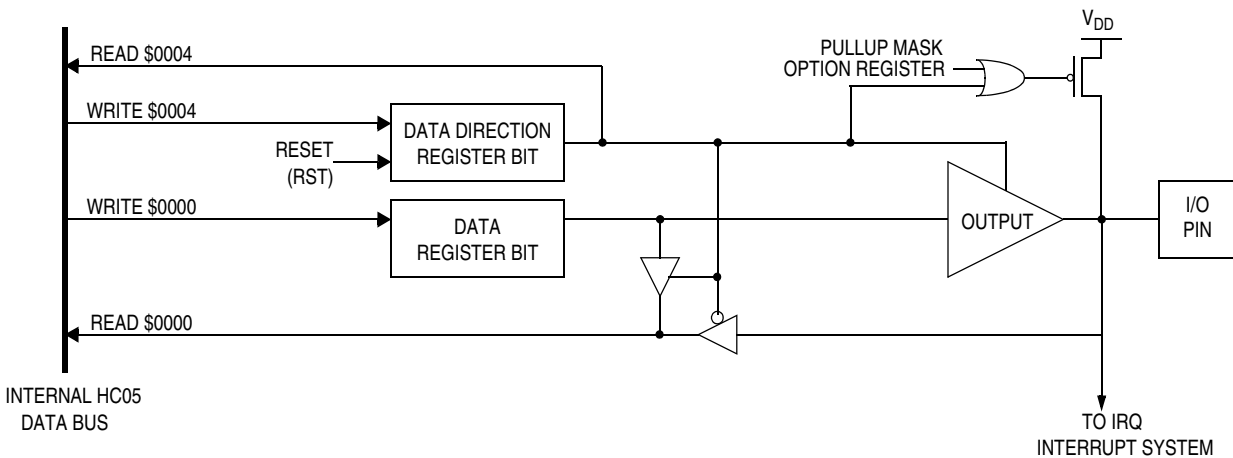 V_DD
READ $0004
PULLUP MASK
OPTION REGISTER
WRITE $0004
DATA DIRECTION
REGISTER BIT
RESET
(RST)
WRITE $0000
DATA
REGISTER BIT
OUTPUT
I/O
PIN
READ $0000
INTERNAL HC05
DATA BUS
TO IRQ
INTERRUPT SYSTEM